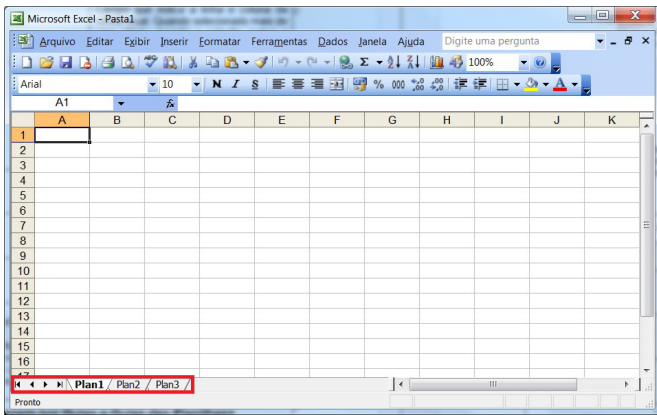 Microsoft Excel - Pasta1
Arquivo Editar Exibir Inserir Formatar Ferramentas Dados Janela Ajuda Digite uma pergunta
100%
Arial 10 N I S % 000
A1 fx
A B C D E F G H I J K
1
2
3
4
5
6
7
8
9
10
11
12
13
14
15
16
17
Plan1 Plan2 Plan3
Pronto